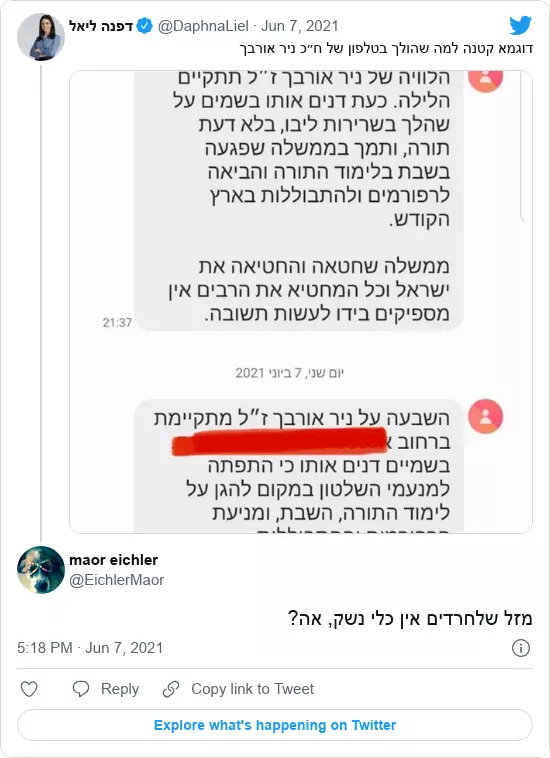 דפנה ליאל @DaphnaLiel · Jun 7, 2021
דוגמא קטנה למה שהולך בטלפון של ח״כ ניר אורבך
הלוויה של ניר אורבך ז״ל תתקיים
הלילה. כעת דנים אותו בשמים על
שהלך בשרירות ליבו, בלא דעת
תורה, ותמך בממשלה שפגעה
בשבת בלימוד התורה והביאה
לרפורמים ולהתבוללות בארץ
הקודש.
ממשלה שחטאה והחטיאה את
ישראל וכל המחטיא את הרבים אין
מספיקים בידו לעשות תשובה.
21:37
יום שני, 7 ביוני 2021
השבעה על ניר אורבך ז״ל מתקיימת
ברחוב
בשמיים דנים אותו כי התפתה
למנעמי השלטון במקום להגן על
לימוד התורה, השבת, ומניעת
maor eichler
@EichlerMaor
מזל שלחרדים אין כלי נשק, אה?
5:18 PM · Jun 7, 2021
Reply
Copy link to Tweet
Explore what's happening on Twitter